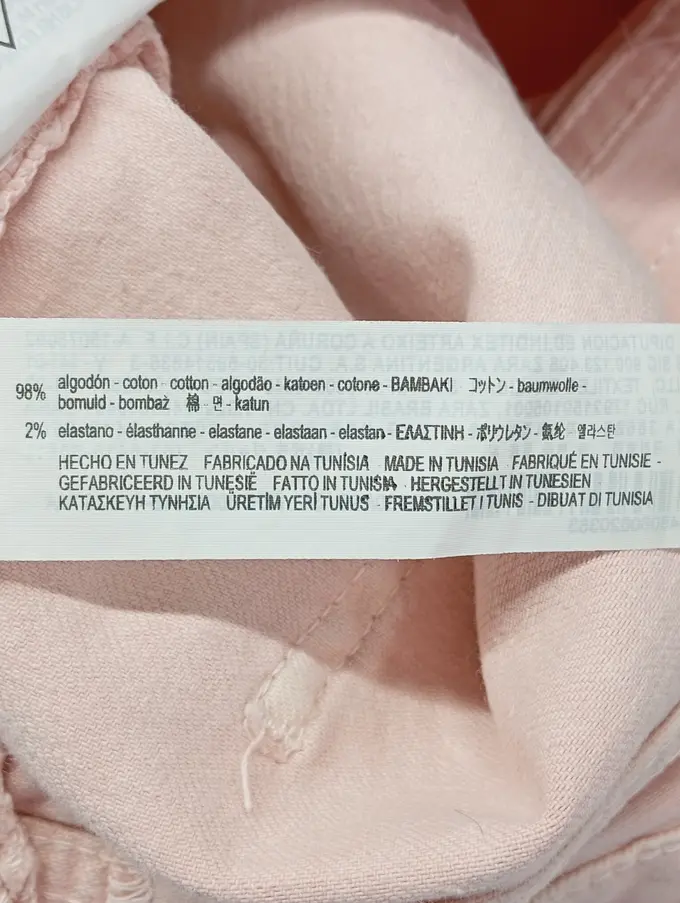 98% algodón - coton - cotton - algodão - katoen - cotone - BAMBAKI コットン - baumwolle -
bomuld - bombaž 棉 - 면 - katun
2% elastano - élasthanne - elastane - elastaan - elastan - ΕΛΑΣΤΙΝΗ - ポリウレタン - 氨纶 - 엘라스탄
HECHO EN TUNEZ FABRICADO NA TUNÍSIA MADE IN TUNISIA FABRIQUÉ EN TUNISIE -
GEFABRICEERD IN TUNESIË FATTO IN TUNISIA - HERGESTELLT IN TUNESIEN
ΚΑΤΑΣΚΕΥΗ ΤΥΝΗΣΙΑ ÜRETİM YERİ TUNUS - FREMSTILLET I TUNIS - DIBUAT DI TUNISIA